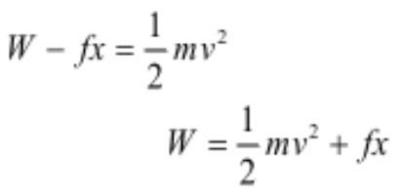 W − fx = 1/2 mv²
W = 1/2 mv² + fx